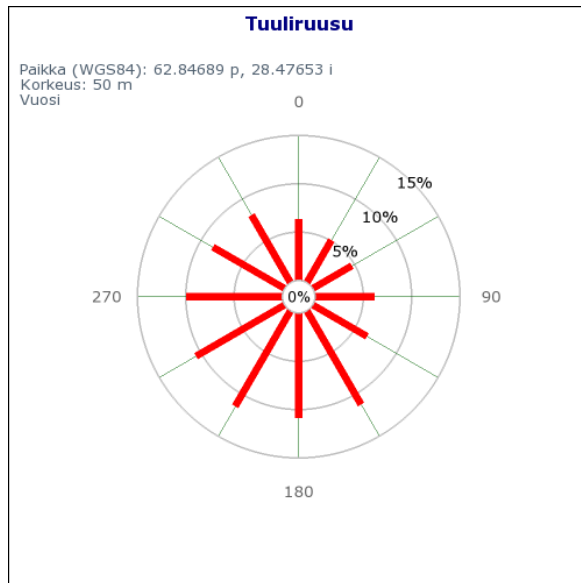 Tuuliruusu
Paikka (WGS84): 62.84689 p, 28.47653 i
Korkeus: 50 m
Vuosi
0
15%
10%
5%
270
0%
90
180